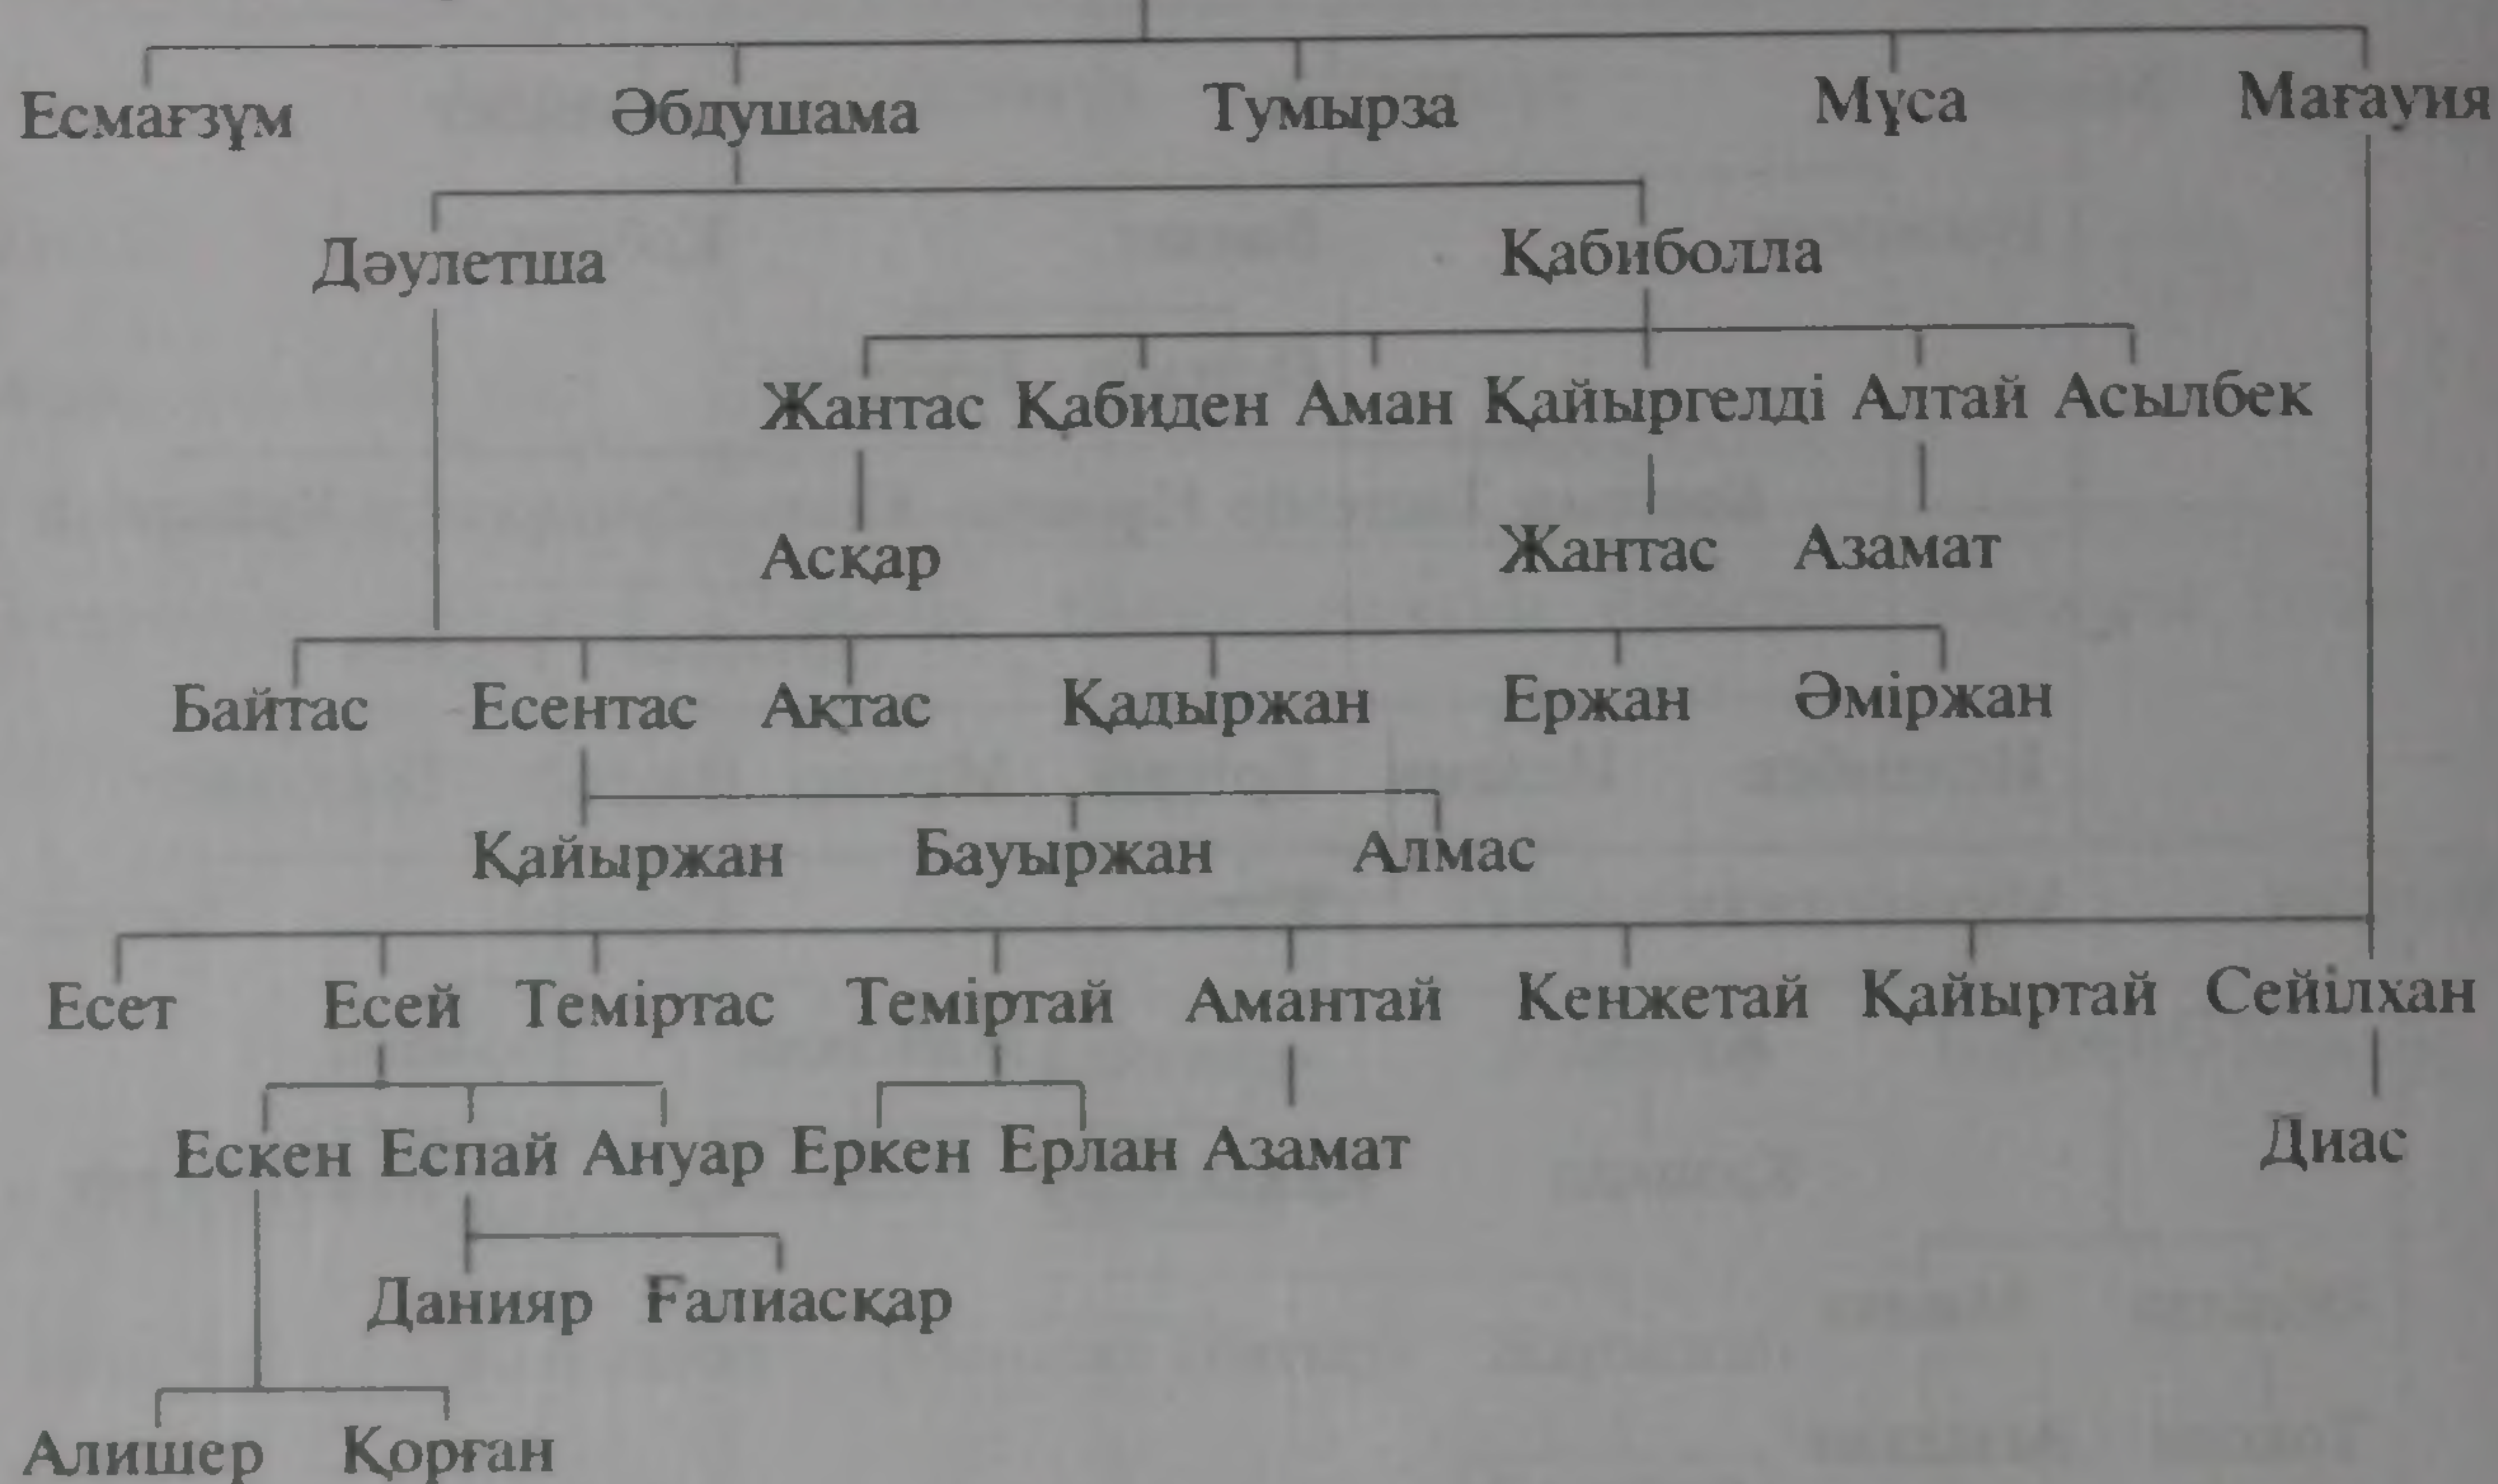 Есмағзұм Әбдушама Тумырза Мұса Мағауия
Дәулетша Қабиболла
Жантас Қабиден Аман Қайыргелді Алтай Асылбек
Асқар Жантас Азамат
Байтас Есентас Ақтас Қадыржан Ержан Әміржан
Қайыржан Бауыржан Алмас
Есет Есей Теміртас Теміртай Амантай Кенжетай Қайыртай Сейілхан
Ескен Еспай Ануар Еркен Ерлан Азамат Диас
Данияр Ғалиасқар
Алишер Қорған